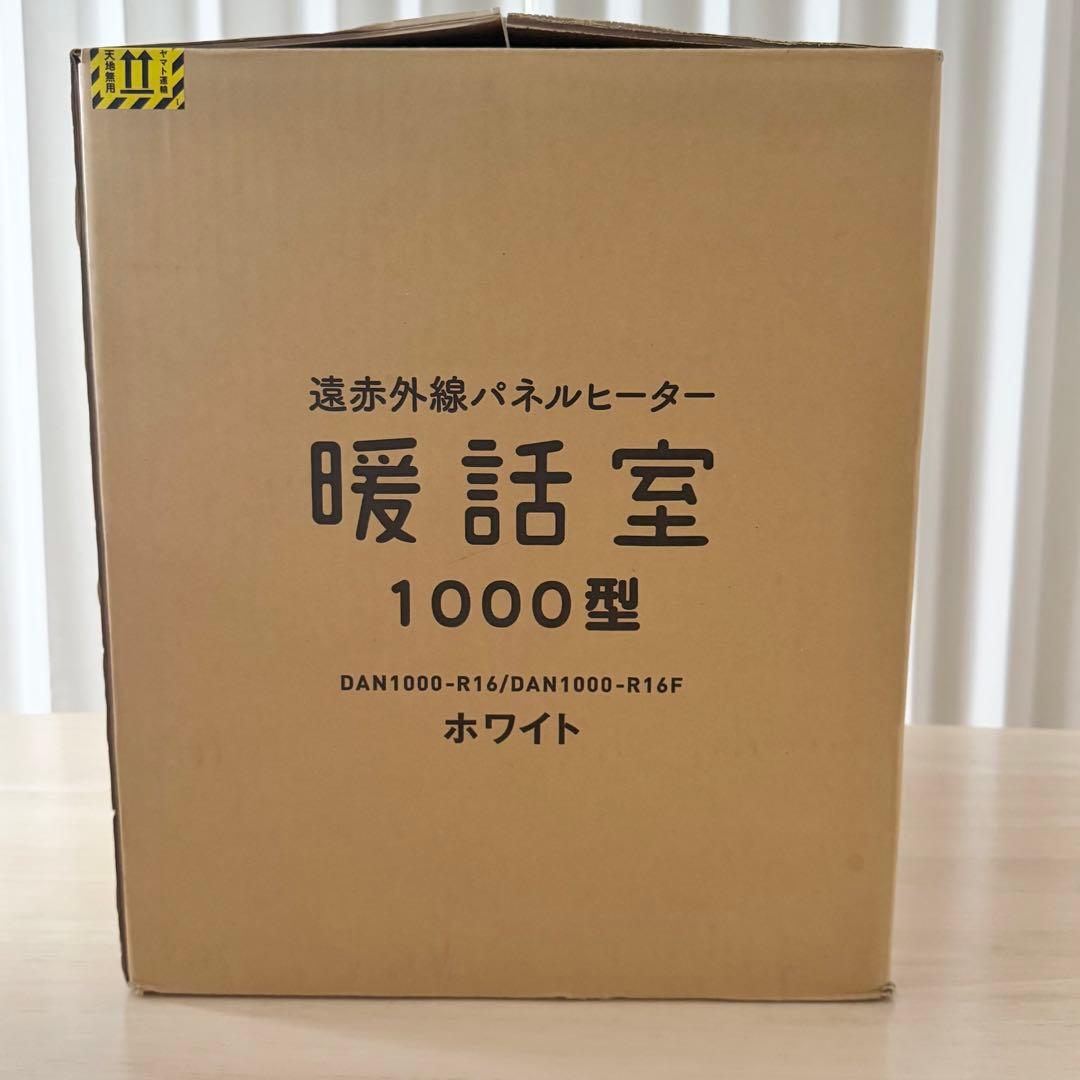 ヤマト運輸
天地無用
遠赤外線パネルヒーター
暖話室
1000型
DAN1000-R16/DAN1000-R16F
ホワイト